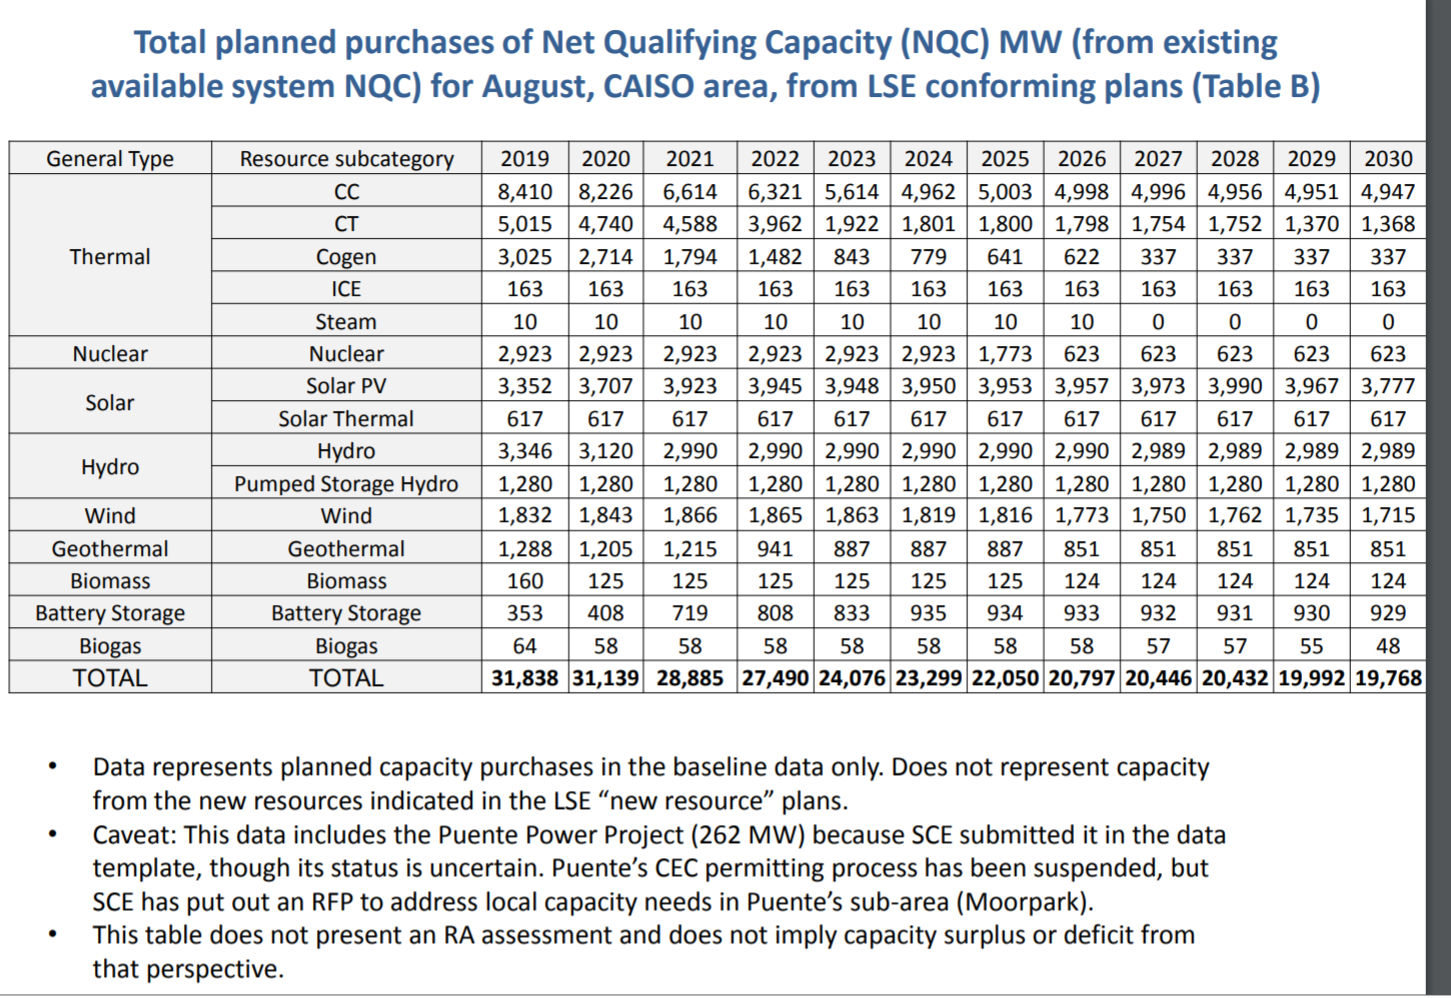 Total planned purchases of Net Qualifying Capacity (NQC) MW (from existing
available system NQC) for August, CAISO area, from LSE conforming plans (Table B)
General Type Resource subcategory 2019 2020 2021 2022 2023 2024 2025 2026 2027 2028 2029 2030
CC 8,410 8,226 6,614 6,321 5,614 4,962 5,003 4,998 4,996 4,956 4,951 4,947
CT 5,015 4,740 4,588 3,962 1,922 1,801 1,800 1,798 1,754 1,752 1,370 1,368
Thermal Cogen 3,025 2,714 1,794 1,482 843 779 641 622 337 337 337 337
ICE 163 163 163 163 163 163 163 163 163 163 163 163
Steam 10 10 10 10 10 10 10 10 0 0 0 0
Nuclear Nuclear 2,923 2,923 2,923 2,923 2,923 2,923 1,773 623 623 623 623 623
Solar Solar PV 3,352 3,707 3,923 3,945 3,948 3,950 3,953 3,957 3,973 3,990 3,967 3,777
Solar Thermal 617 617 617 617 617 617 617 617 617 617 617 617
Hydro Hydro 3,346 3,120 2,990 2,990 2,990 2,990 2,990 2,990 2,989 2,989 2,989 2,989
Pumped Storage Hydro 1,280 1,280 1,280 1,280 1,280 1,280 1,280 1,280 1,280 1,280 1,280 1,280
Wind Wind 1,832 1,843 1,866 1,865 1,863 1,819 1,816 1,773 1,750 1,762 1,735 1,715
Geothermal Geothermal 1,288 1,205 1,215 941 887 887 887 851 851 851 851 851
Biomass Biomass 160 125 125 125 125 125 125 124 124 124 124 124
Battery Storage Battery Storage 353 408 719 808 833 935 934 933 932 931 930 929
Biogas Biogas 64 58 58 58 58 58 58 58 57 57 55 48
TOTAL TOTAL 31,838 31,139 28,885 27,490 24,076 23,299 22,050 20,797 20,446 20,432 19,992 19,768
• Data represents planned capacity purchases in the baseline data only. Does not represent capacity
from the new resources indicated in the LSE “new resource” plans.
• Caveat: This data includes the Puente Power Project (262 MW) because SCE submitted it in the data
template, though its status is uncertain. Puente’s CEC permitting process has been suspended, but
SCE has put out an RFP to address local capacity needs in Puente’s sub-area (Moorpark).
• This table does not present an RA assessment and does not imply capacity surplus or deficit from
that perspective.